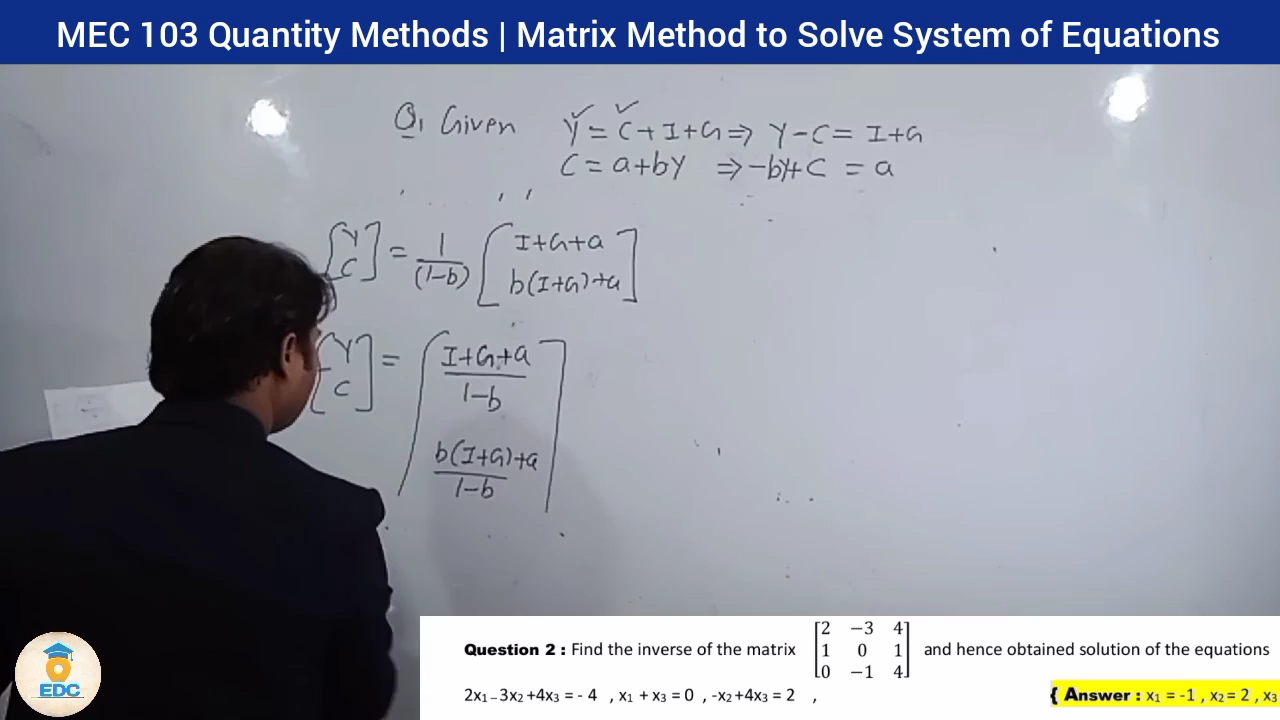 MEC 103 Quantity Methods | Matrix Method to Solve System of Equations
Q1 Given Y = C + I + G ⇒ Y - C = I + G
C = a + bY ⇒ -bY + C = a
[Y C] = 1/(1-b) [I+G+a b(I+G)+a]
[Y C] = [I+G+a/1-b b(I+G)+a/1-b]
EDC
Question 2 : Find the inverse of the matrix [2 −3 4 1 0 1 0 −1 4] and hence obtained solution of the equations
2x₁ – 3x₂ +4x₃ = - 4 , x₁ + x₃ = 0 , -x₂ +4x₃ = 2 , { Answer : x₁ = -1 , x₂ = 2 , x₃